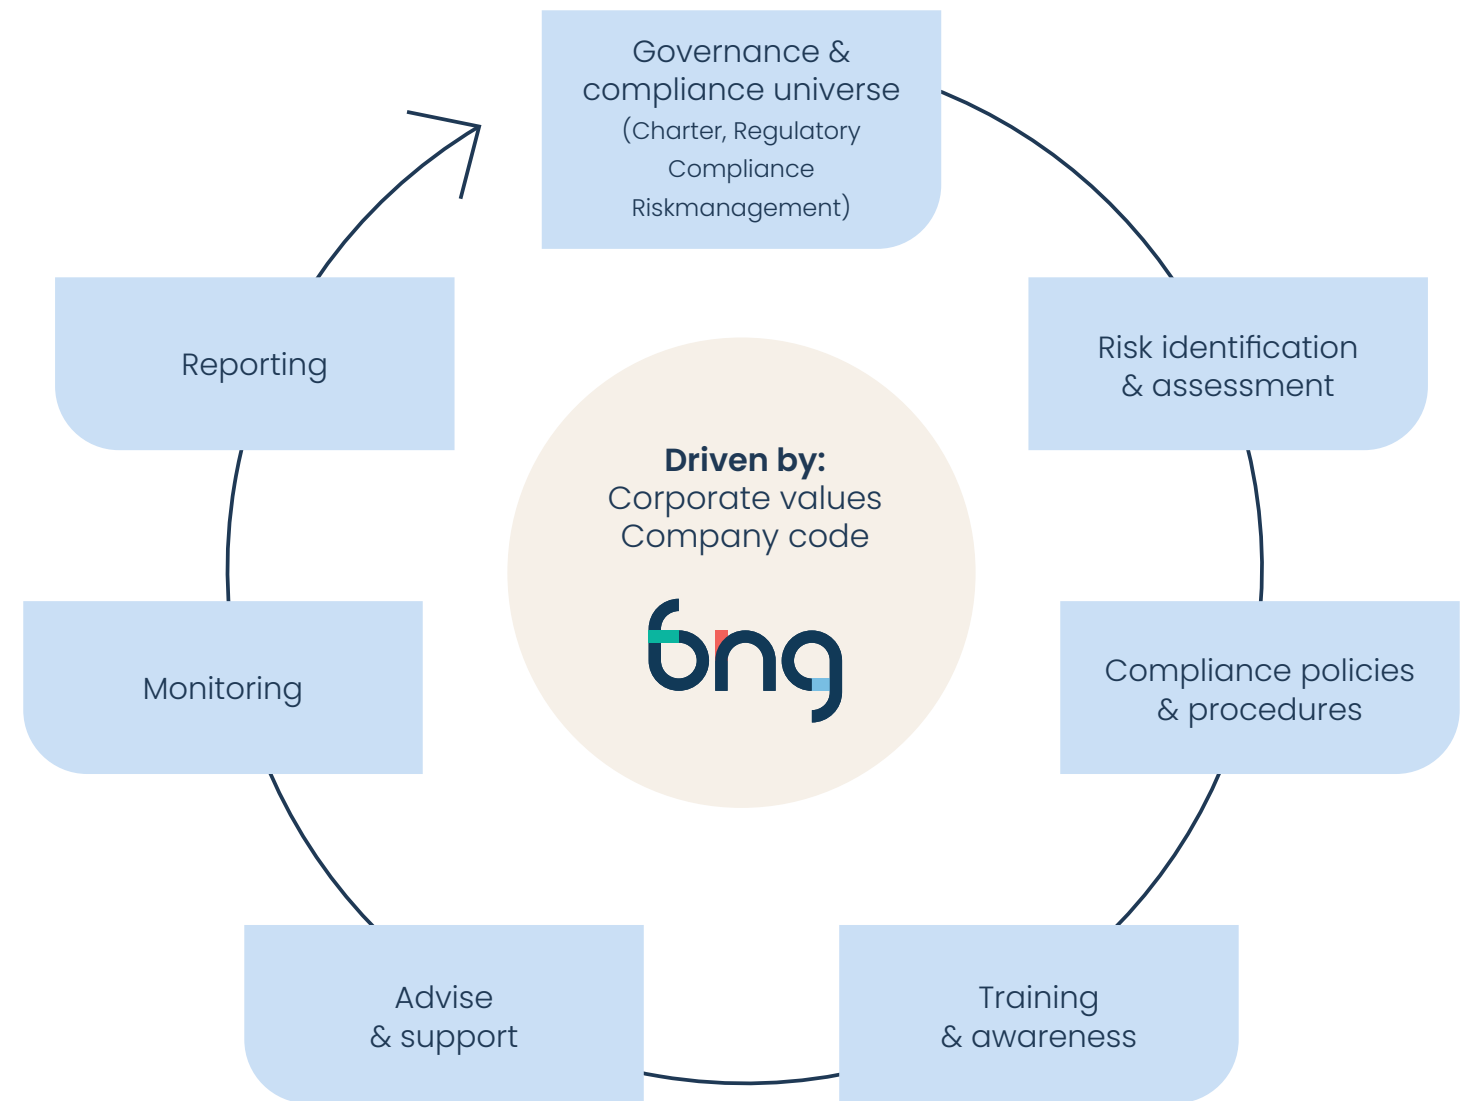 Governance &
compliance universe
(Charter, Regulatory
Compliance
Riskmanagement)
Risk identification
& assessment
Compliance policies
& procedures
Training
& awareness
Advise
& support
Monitoring
Reporting
Driven by:
Corporate values
Company code
bng